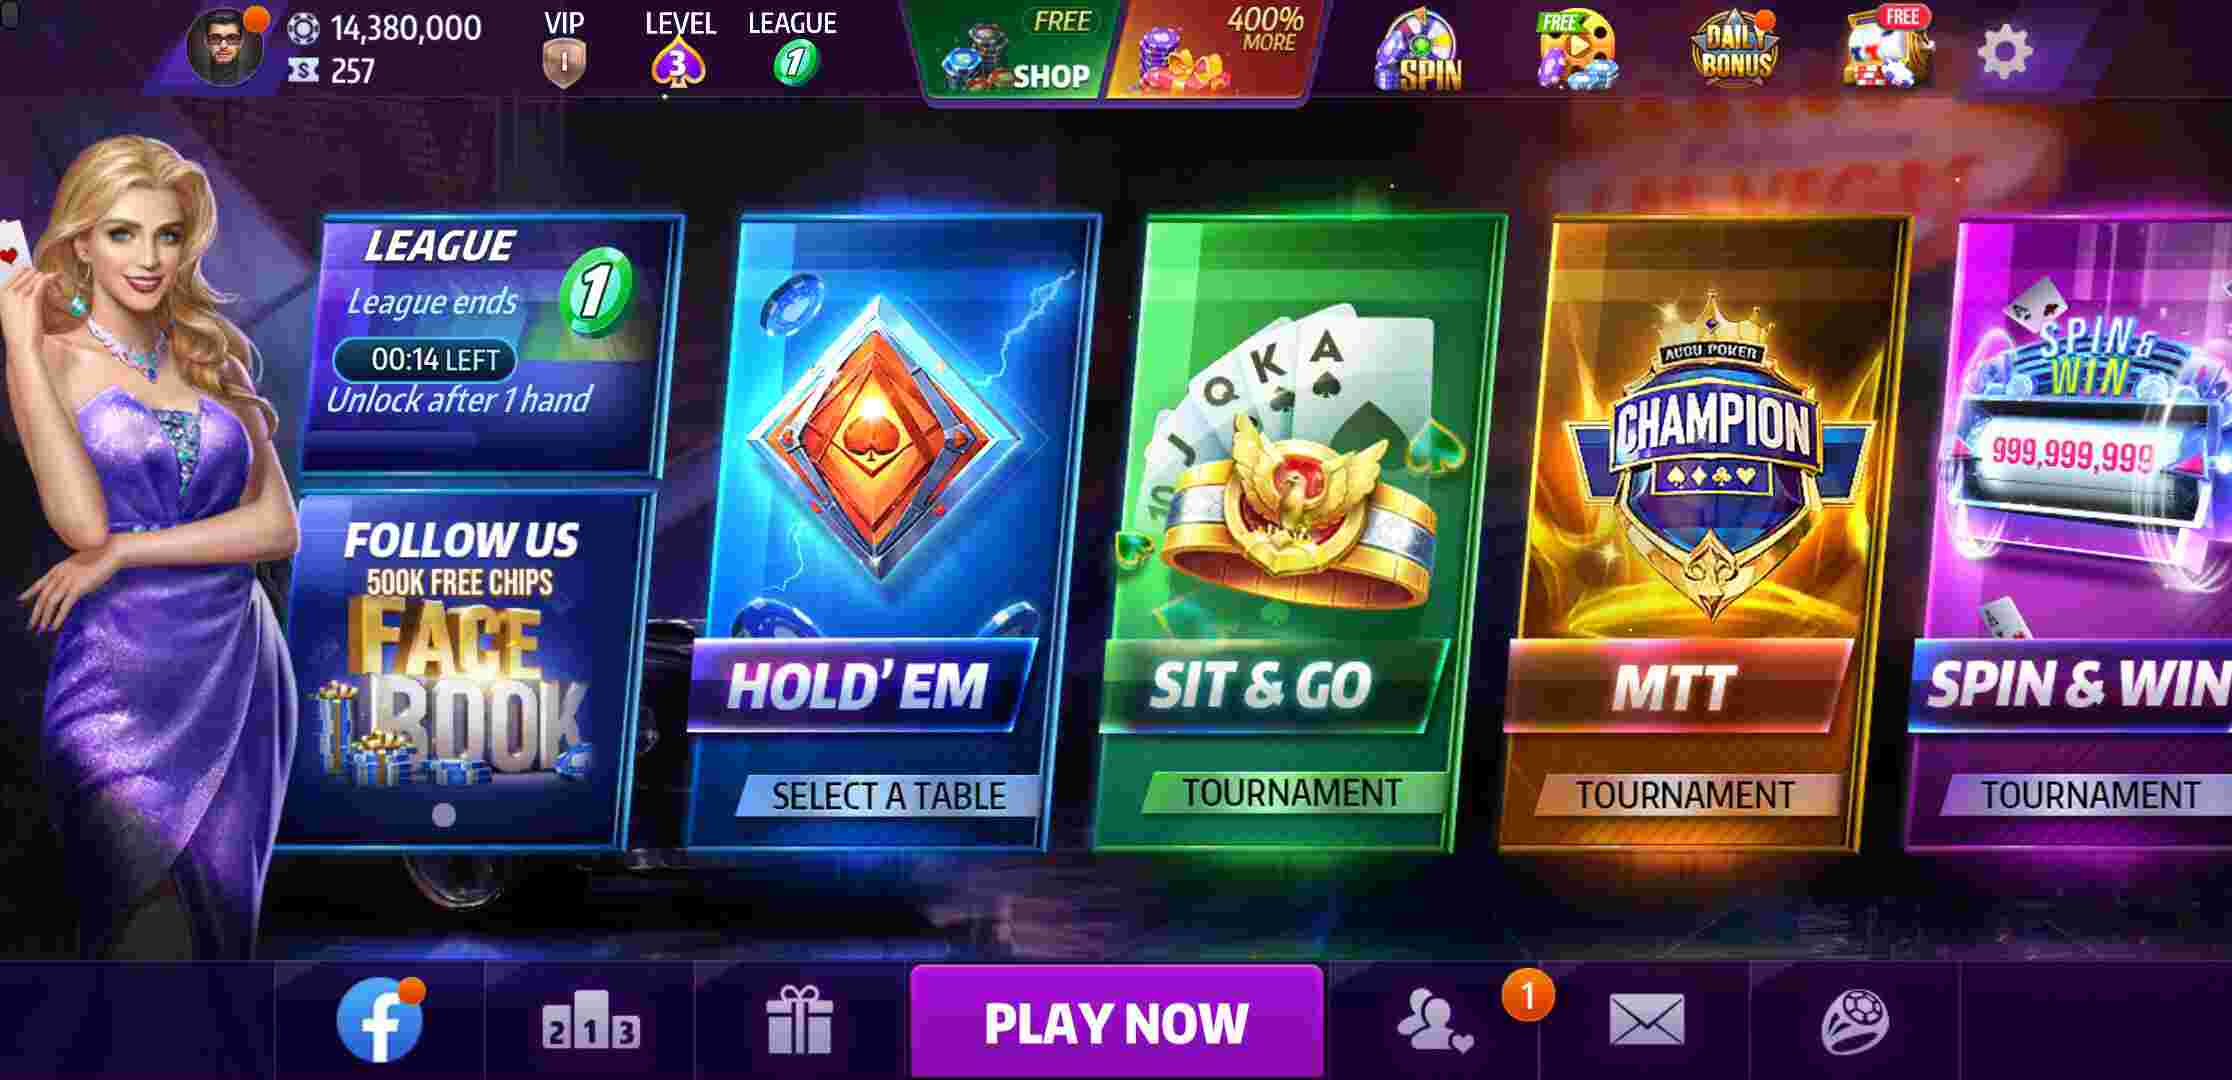 14,380,000
257
VIP
LEVEL
3
LEAGUE
1
FREE
SHOP
400%
MORE
SPIN
FREE
DAILY
BONUS
FREE
LEAGUE
League ends
00:14 LEFT
Unlock after 1 hand
1
FOLLOW US
500K FREE CHIPS
FACE
BOOK
HOLD' EM
SELECT A TABLE
10 J Q K A
SIT & GO
TOURNAMENT
CHAMPION
MTT
TOURNAMENT
SPIN &
WIN
999,999,999
SPIN & WIN
TOURNAMENT
2 1 3
PLAY NOW
1